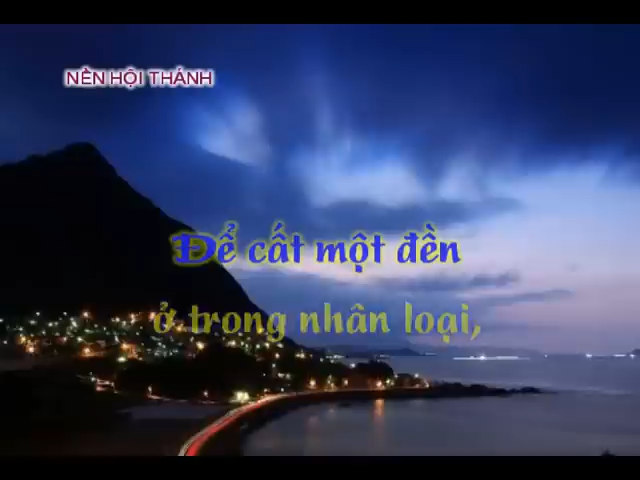 NỀN HỘI THÁNH
Để cất một đền
ở trong nhân loại,